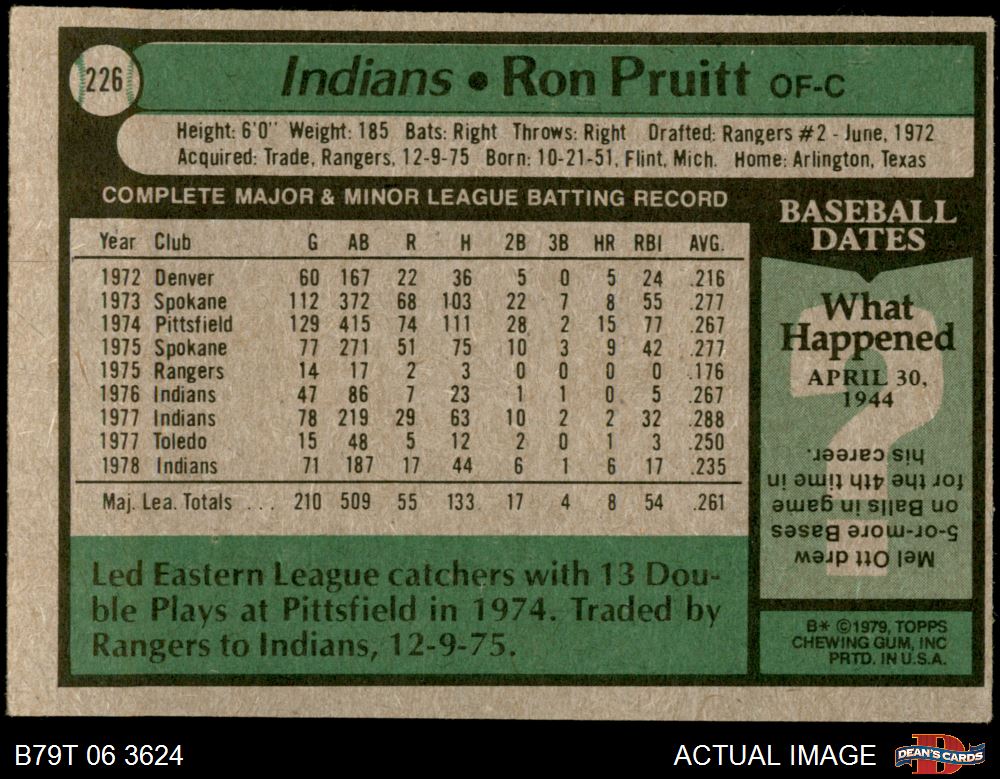 226
Indians • Ron Pruitt OF-C
Height: 6'0" Weight: 185 Bats: Right Throws: Right Drafted: Rangers #2 - June, 1972
Acquired: Trade, Rangers, 12-9-75 Born: 10-21-51, Flint, Mich. Home: Arlington, Texas
COMPLETE MAJOR & MINOR LEAGUE BATTING RECORD
Year Club G AB R H 2B 3B HR RBI AVG.
1972 Denver 60 167 22 36 5 0 5 24 .216
1973 Spokane 112 372 68 103 22 7 8 55 .277
1974 Pittsfield 129 415 74 111 28 2 15 77 .267
1975 Spokane 77 271 51 75 10 3 9 42 .277
1975 Rangers 14 17 2 3 0 0 0 0 .176
1976 Indians 47 86 7 23 1 1 0 5 .267
1977 Indians 78 219 29 63 10 2 2 32 .288
1977 Toledo 15 48 5 12 2 0 1 3 .250
1978 Indians 71 187 17 44 6 1 6 17 .235
Maj. Lea. Totals ... 210 509 55 133 17 4 8 54 .261
Led Eastern League catchers with 13 Dou-
ble Plays at Pittsfield in 1974. Traded by
Rangers to Indians, 12-9-75.
BASEBALL
DATES
What
Happened
APRIL 30,
1944
Mel Ott drew
5-or-more Bases
on Balls in game
for the 4th time in
his career.
B* ©1979, TOPPS
CHEWING GUM, INC
PRTD. IN U.S.A.
B79T 06 3624
ACTUAL IMAGE
DEAN'S CARDS